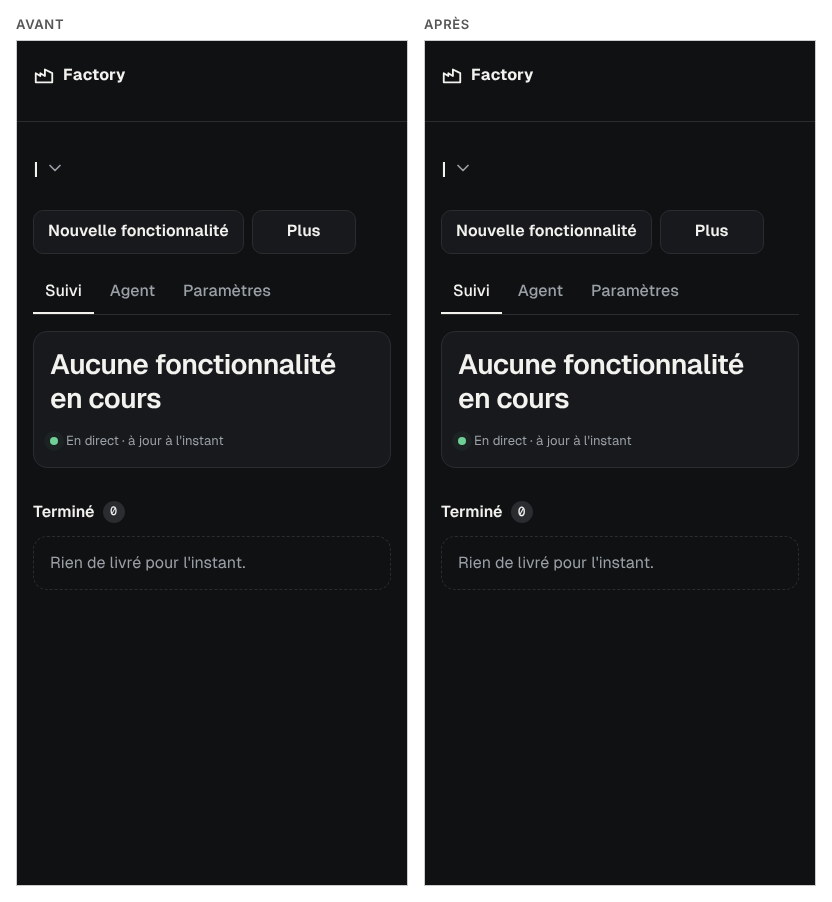 AVANT
Factory
Nouvelle fonctionnalité
Plus
Suivi
Agent
Paramètres
Aucune fonctionnalité
en cours
En direct · à jour à l'instant
Terminé 0
Rien de livré pour l'instant.
APRÈS
Factory
Nouvelle fonctionnalité
Plus
Suivi
Agent
Paramètres
Aucune fonctionnalité
en cours
En direct · à jour à l'instant
Terminé 0
Rien de livré pour l'instant.